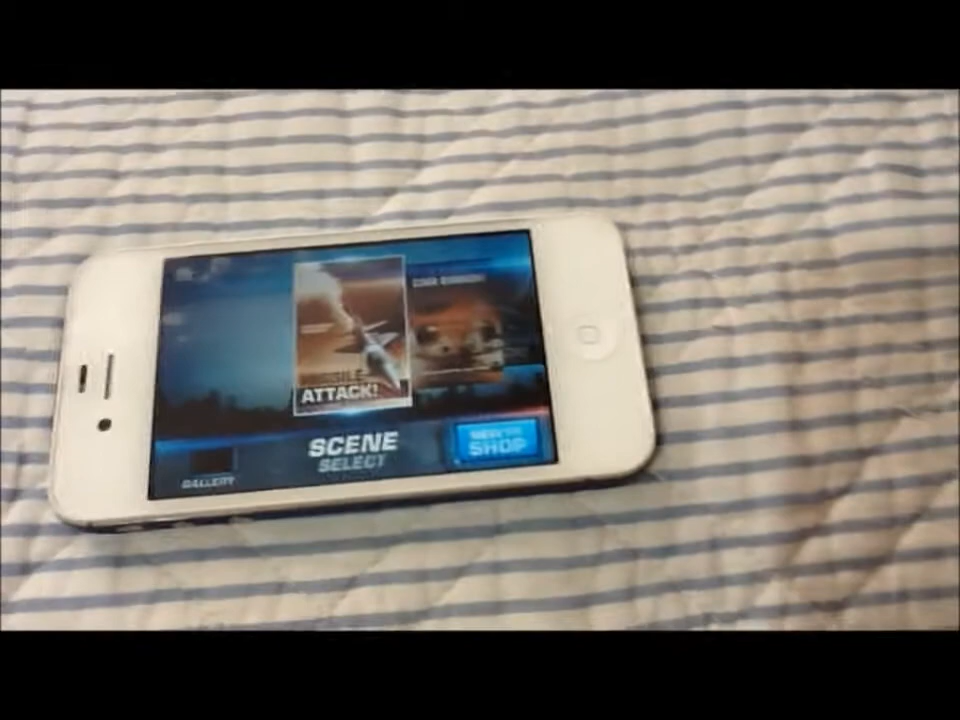 MISSILE
ATTACK!
SCENE
SELECT
SHOP
GALLERY